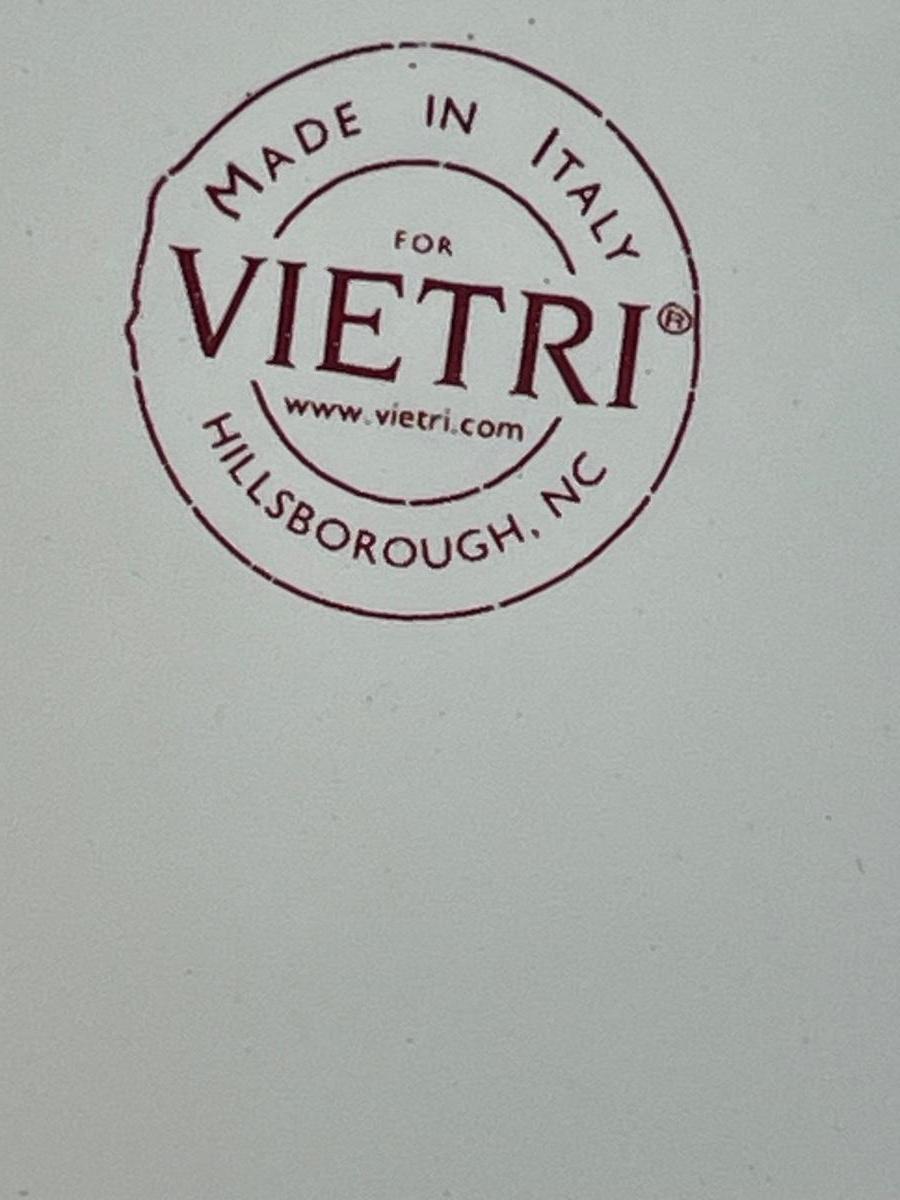 MADE IN ITALY
FOR
VIETRI®
www.vietri.com
HILLSBOROUGH, NC